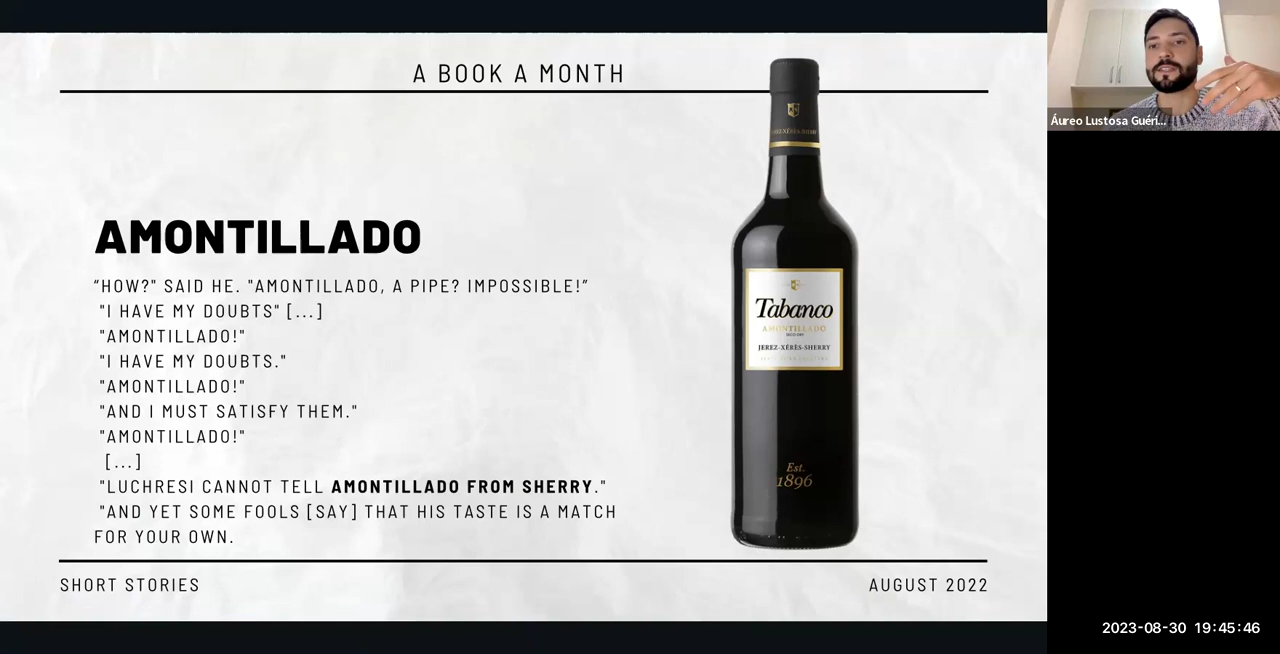 A BOOK A MONTH
AMONTILLADO
“HOW?" SAID HE. "AMONTILLADO, A PIPE? IMPOSSIBLE!”
"I HAVE MY DOUBTS" [...]
"AMONTILLADO!"
"I HAVE MY DOUBTS."
"AMONTILLADO!"
"AND I MUST SATISFY THEM."
"AMONTILLADO!"
[...]
"LUCHRESI CANNOT TELL AMONTILLADO FROM SHERRY."
"AND YET SOME FOOLS [SAY] THAT HIS TASTE IS A MATCH
FOR YOUR OWN.
Tabanco
AMONTILLADO
JEREZ-XÉRÈS-SHERRY
Est.
1896
SHORT STORIES
AUGUST 2022
Áureo Lustosa Guéri...
2023-08-30 19:45:46